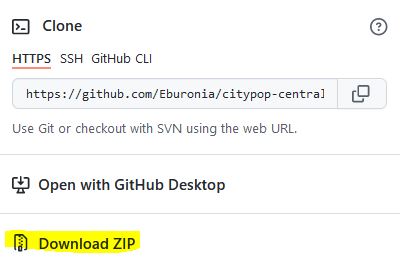 Clone
HTTPS SSH GitHub CLI
https://github.com/Eburonia/citypop-central
Use Git or checkout with SVN using the web URL.
Open with GitHub Desktop
Download ZIP